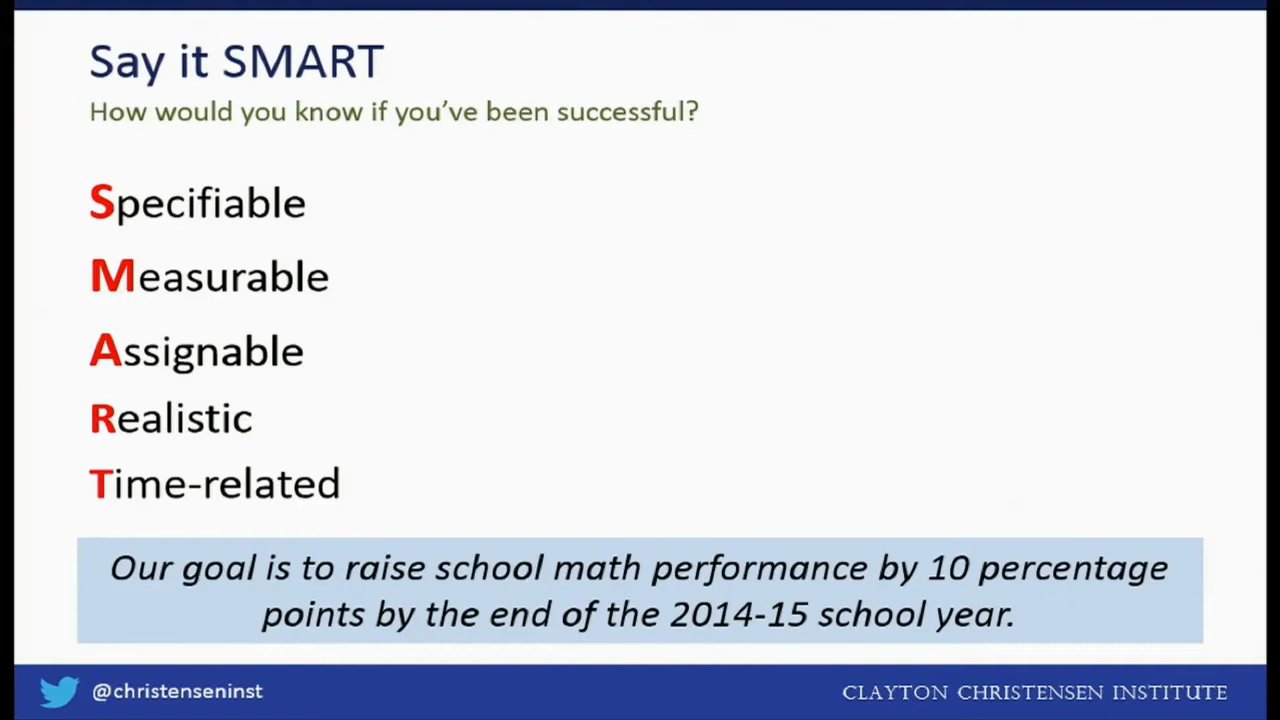 Say it SMART
How would you know if you've been successful?
Specifiable
Measurable
Assignable
Realistic
Time-related
Our goal is to raise school math performance by 10 percentage
points by the end of the 2014-15 school year.
@christenseninst
CLAYTON CHRISTENSEN INSTITUTE